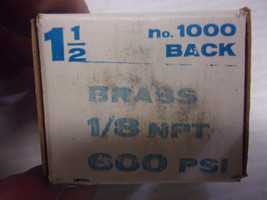 1 1/2 no. 1000
BACK
BRASS
1/8 NPT.
600 PSI